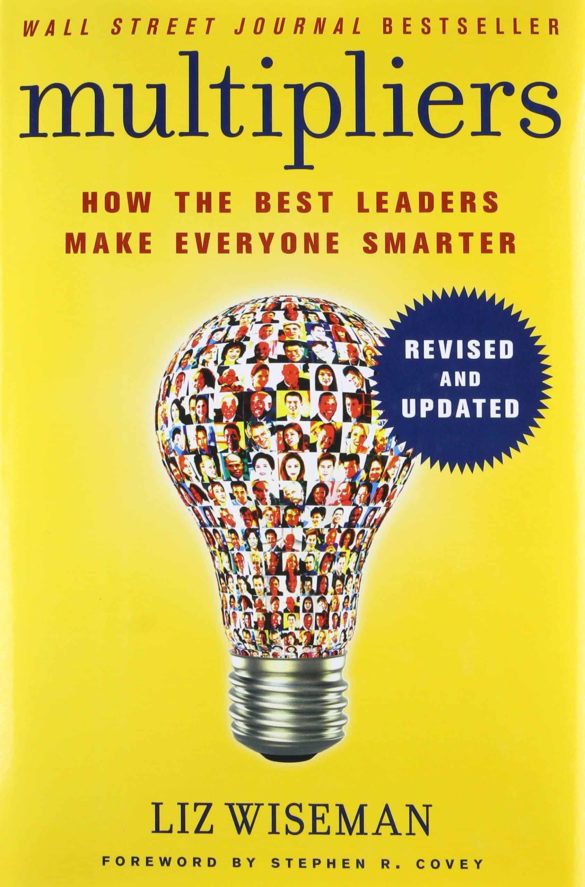 WALL STREET JOURNAL BESTSELLER
multipliers
HOW THE BEST LEADERS
MAKE EVERYONE SMARTER
REVISED
AND
UPDATED
LIZ WISEMAN
FOREWORD BY STEPHEN R. COVEY